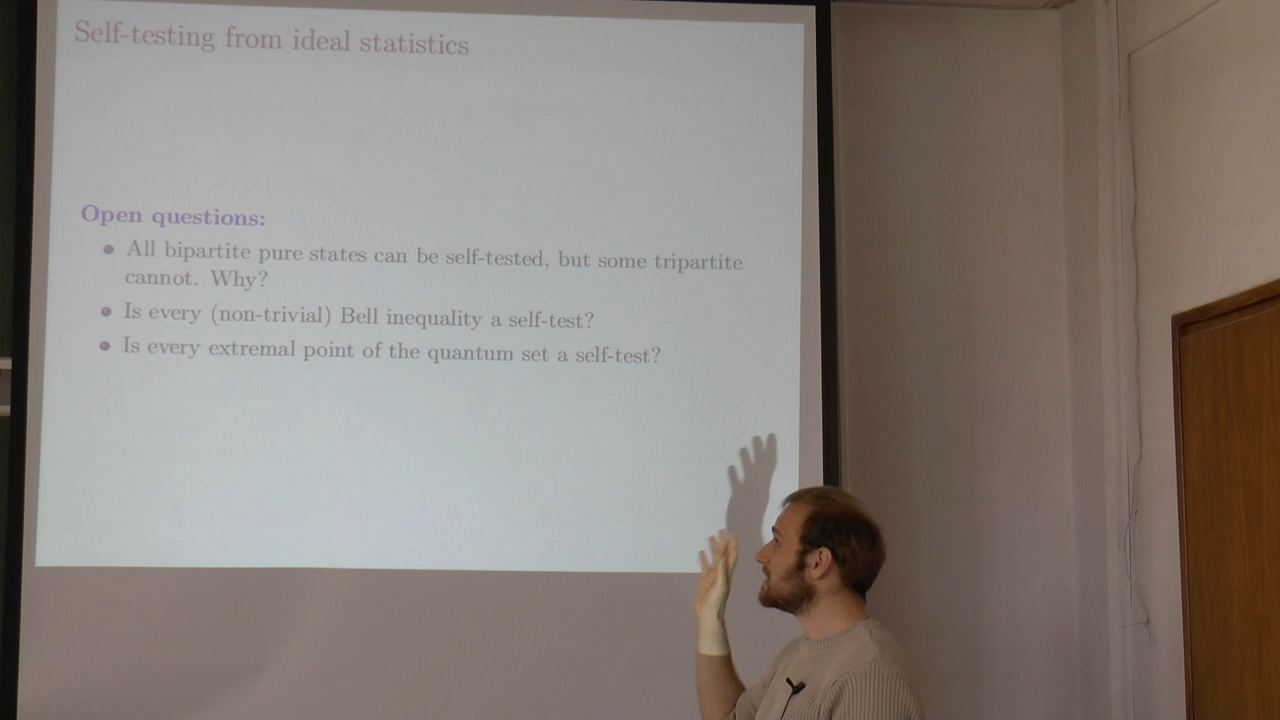 Self-testing from ideal statistics
Open questions:
All bipartite pure states can be self-tested, but some tripartite
cannot. Why?
Is every (non-trivial) Bell inequality a self-test?
Is every extremal point of the quantum set a self-test?